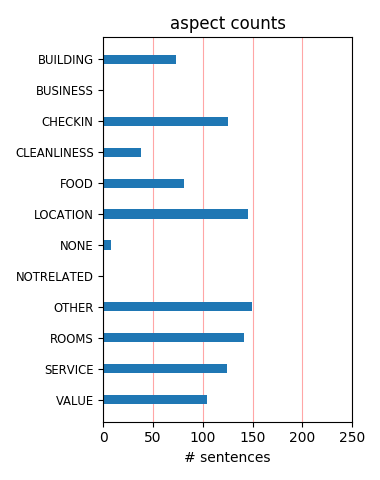 aspect counts
BUILDING
BUSINESS
CHECKIN
CLEANLINESS
FOOD
LOCATION
NONE
NOTRELATED
OTHER
ROOMS
SERVICE
VALUE
0 50 100 150 200 250
# sentences